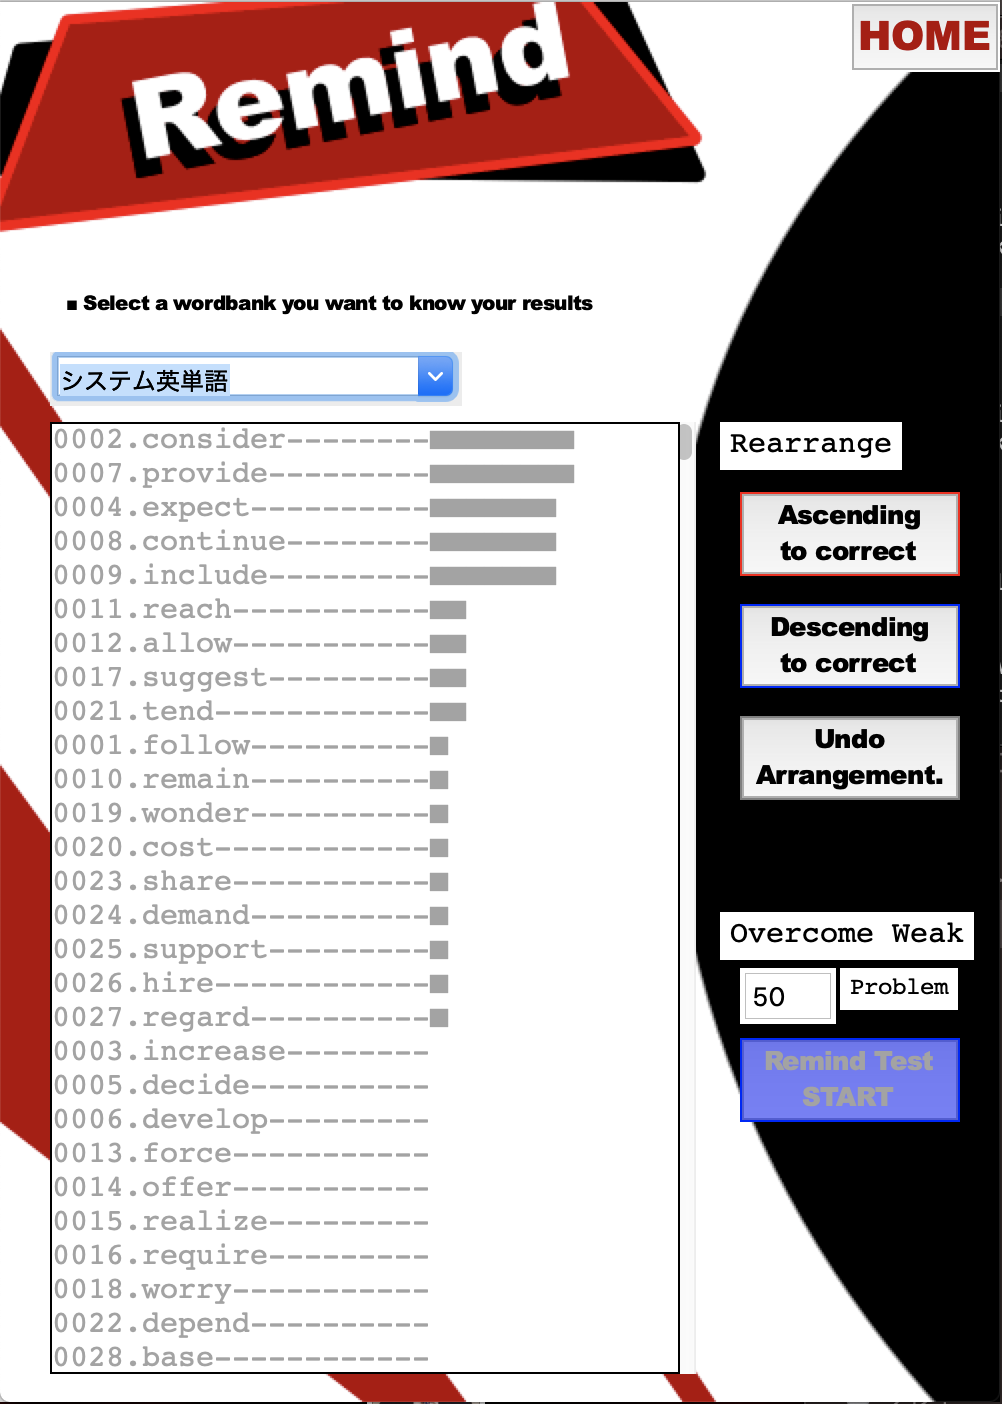 Remind
HOME
■ Select a wordbank you want to know your results
システム英単語
0002.consider--------
0007.provide---------
0004.expect----------
0008.continue--------
0009.include---------
0011.reach-----------
0012.allow-----------
0017.suggest---------
0021.tend------------
0001.follow----------
0010.remain----------
0019.wonder----------
0020.cost------------
0023.share-----------
0024.demand----------
0025.support---------
0026.hire------------
0027.regard----------
0003.increase--------
0005.decide----------
0006.develop---------
0013.force-----------
0014.offer-----------
0015.realize---------
0016.require---------
0018.worry-----------
0022.depend----------
0028.base------------
Rearrange
Ascending
to correct
Descending
to correct
Undo
Arrangement.
Overcome Weak
50 Problem
Remind Test
START